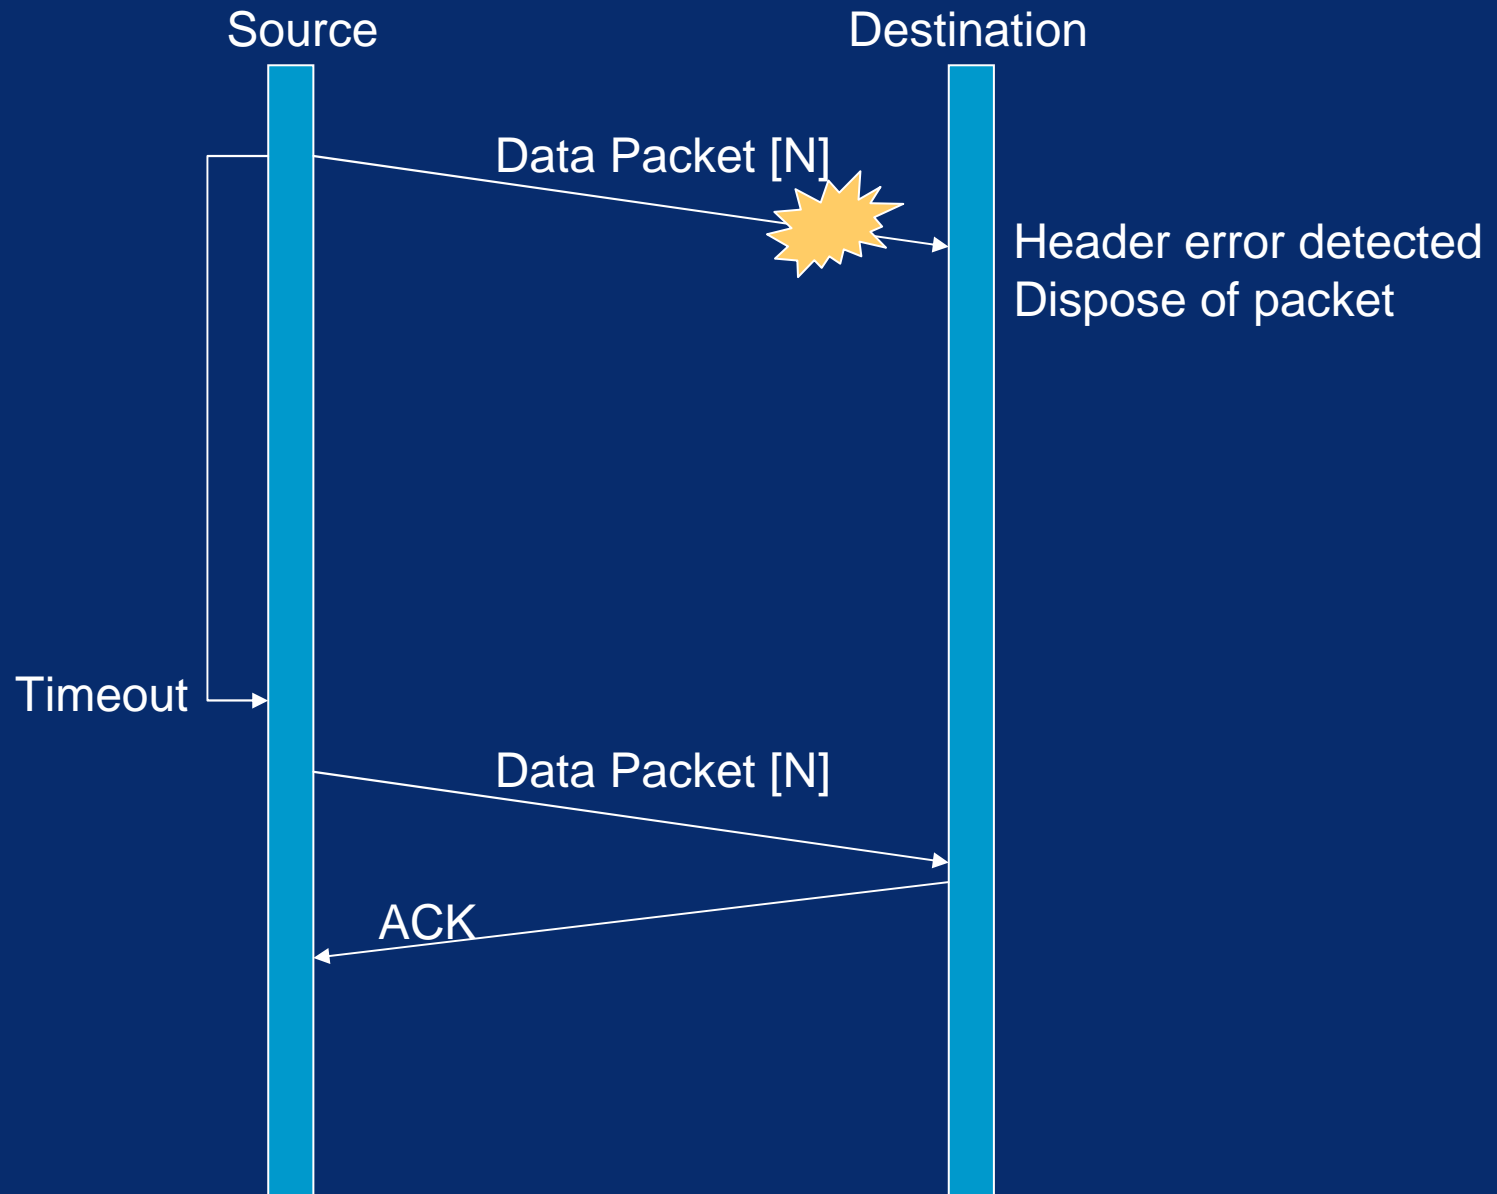 Source
Destination
Data Packet [N]
Header error detected
Dispose of packet
Timeout
Data Packet [N]
ACK